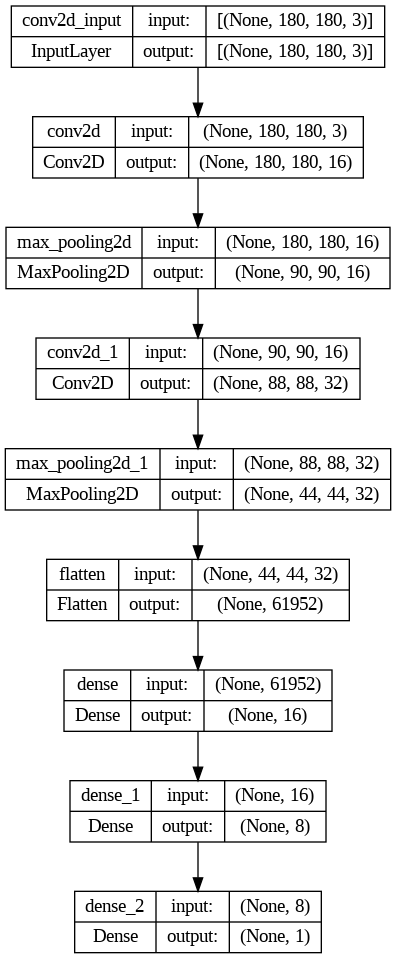 conv2d_input input: [(None, 180, 180, 3)]
InputLayer output: [(None, 180, 180, 3)]
conv2d input: (None, 180, 180, 3)
Conv2D output: (None, 180, 180, 16)
max_pooling2d input: (None, 180, 180, 16)
MaxPooling2D output: (None, 90, 90, 16)
conv2d_1 input: (None, 90, 90, 16)
Conv2D output: (None, 88, 88, 32)
max_pooling2d_1 input: (None, 88, 88, 32)
MaxPooling2D output: (None, 44, 44, 32)
flatten input: (None, 44, 44, 32)
Flatten output: (None, 61952)
dense input: (None, 61952)
Dense output: (None, 16)
dense_1 input: (None, 16)
Dense output: (None, 8)
dense_2 input: (None, 8)
Dense output: (None, 1)